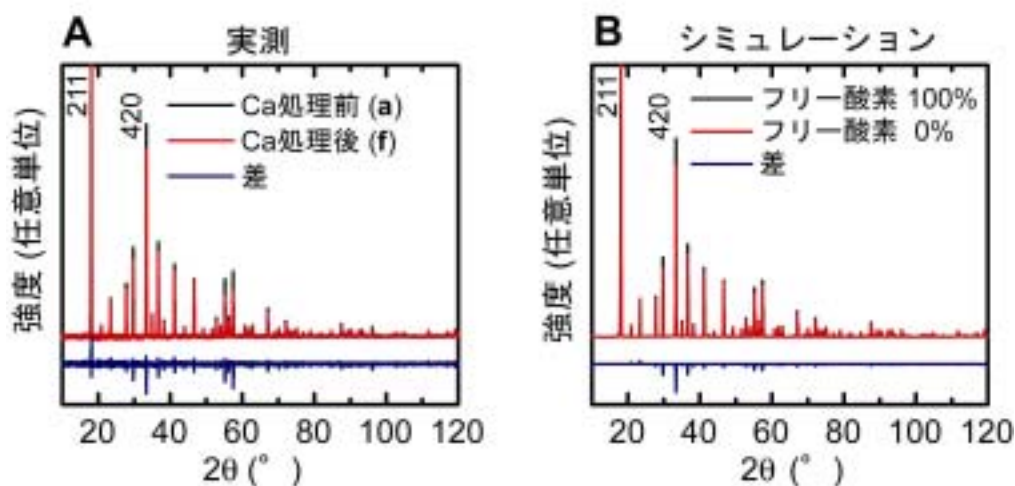 A 実測
211
420
Ca処理前 (a)
Ca処理後 (f)
差
強度 (任意単位)
20 40 60 80 100 120
2θ (°)
B シミュレーション
211
420
フリー酸素 100%
フリー酸素 0%
差
強度 (任意単位)
20 40 60 80 100 120
2θ (°)